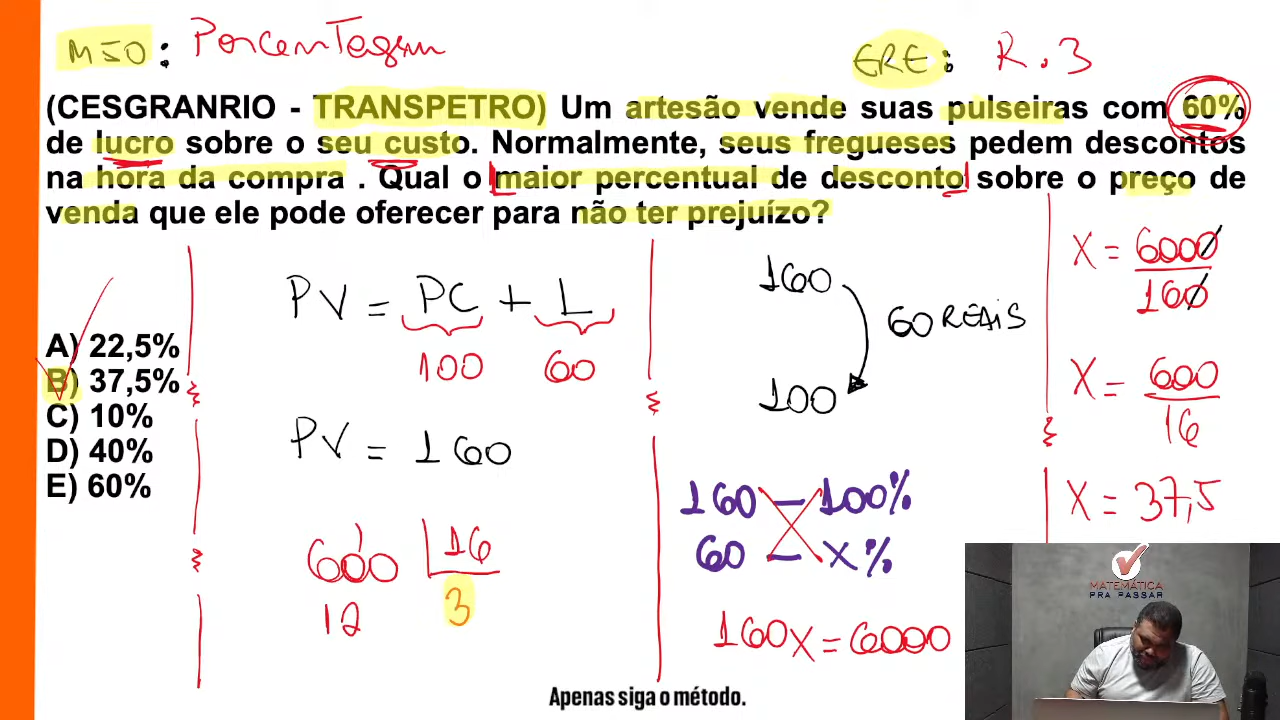 M50: Porcentagem
ERE: R.3
(CESGRANRIO - TRANSPETRO) Um artesão vende suas pulseiras com 60%
de lucro sobre o seu custo. Normalmente, seus fregueses pedem descontos
na hora da compra . Qual o maior percentual de desconto sobre o preço de
venda que ele pode oferecer para não ter prejuízo?
A) 22,5%
B) 37,5%
C) 10%
D) 40%
E) 60%
PV = PC + L
100 60
PV = 160
600 16
12 3
160
60 REAIS
100
160 – 100%
60 – X%
160X = 6000
X = 6000
160
X = 600
16
X = 37,5
MATEMÁTICA
PRA PASSAR
Apenas siga o método.